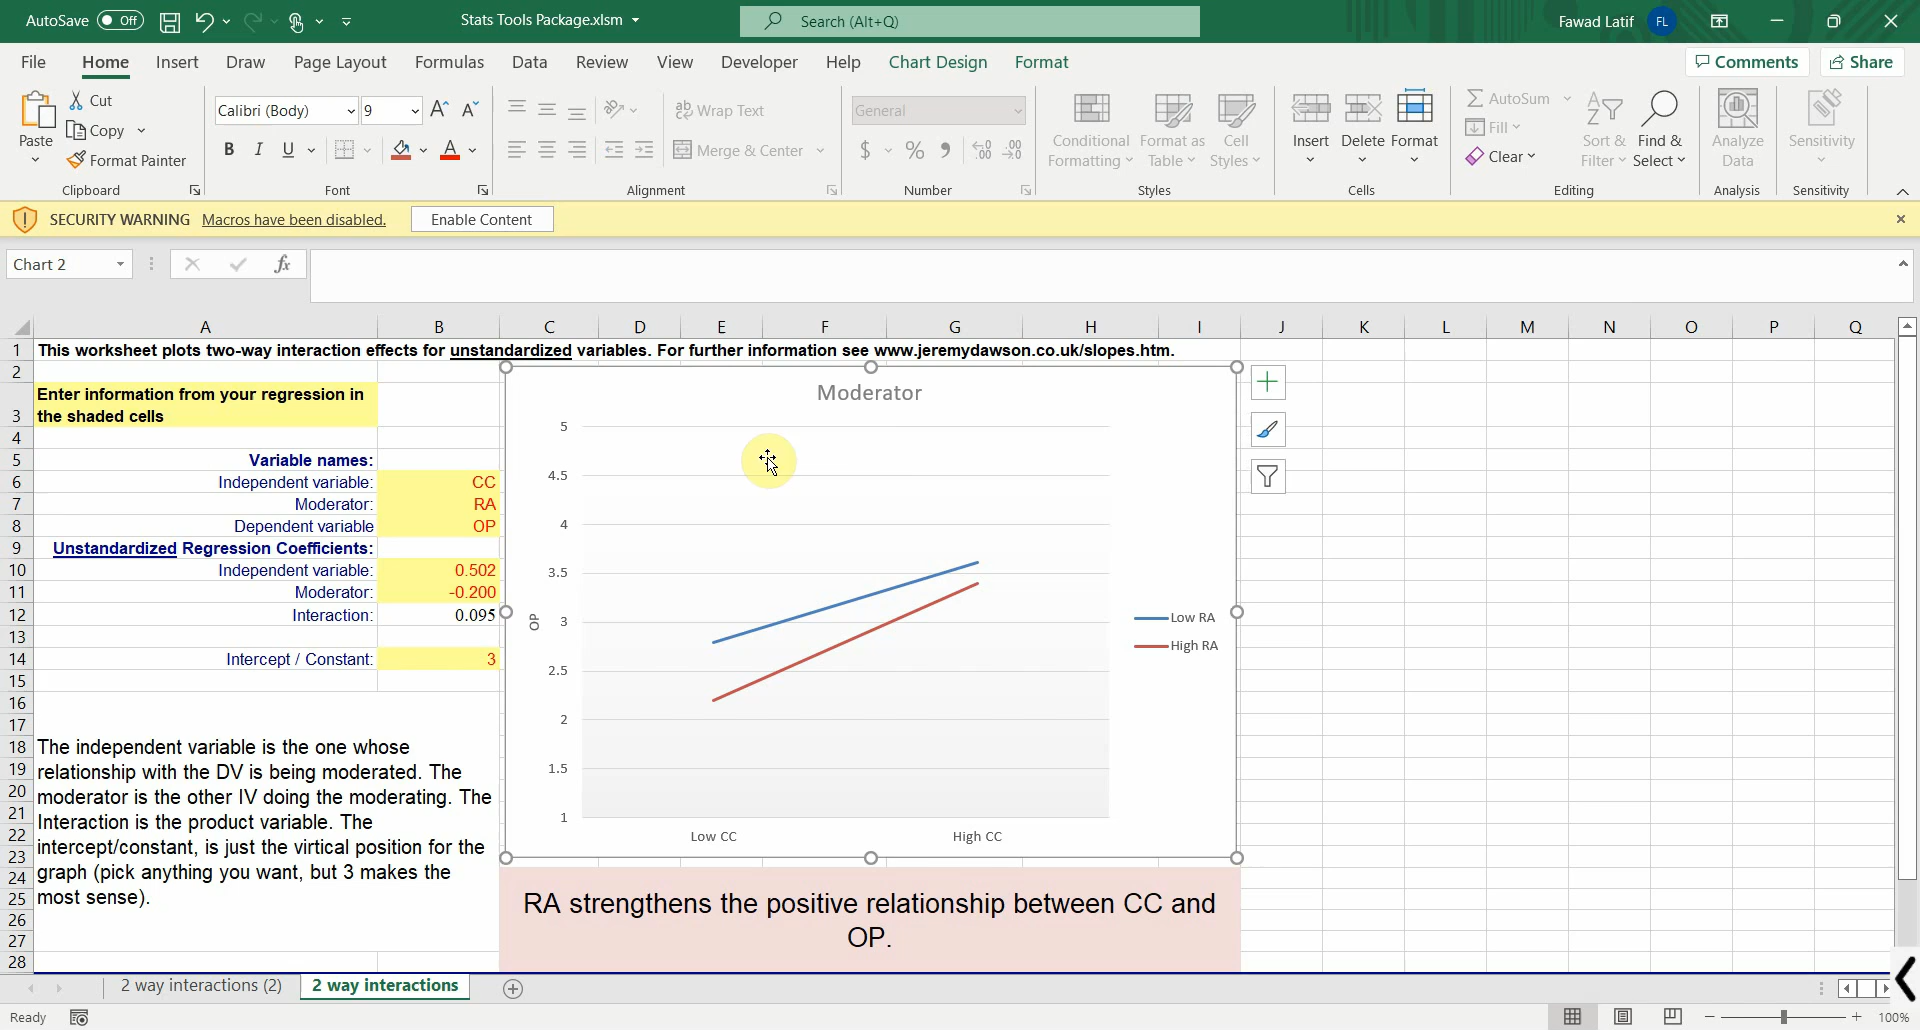 AutoSave Off Stats Tools Package.xlsm Search (Alt+Q) Fawad Latif FL
File Home Insert Draw Page Layout Formulas Data Review View Developer Help Chart Design Format Comments Share
Paste Cut Copy Format Painter Clipboard
Calibri (Body) 9 A A B I U A Font
ab Wrap Text Merge & Center Alignment
General $ % 9 Number
Conditional Formatting Format as Table Cell Styles Styles
Insert Delete Format Cells
AutoSum Fill Clear Sort & Filter Find & Select Editing
Analyze Data Analysis
Sensitivity Sensitivity
SECURITY WARNING Macros have been disabled. Enable Content
Chart 2 fx
A B C D E F G H I J K L M N O P Q
1 This worksheet plots two-way interaction effects for unstandardized variables. For further information see www.jeremydawson.co.uk/slopes.htm.
2
Enter information from your regression in
3 the shaded cells
4
5 Variable names:
6 Independent variable: CC
7 Moderator: RA
8 Dependent variable OP
9 Unstandardized Regression Coefficients:
10 Independent variable: 0.502
11 Moderator: -0.200
12 Interaction: 0.095
13
14 Intercept / Constant: 3
15
16
17
18 The independent variable is the one whose
19 relationship with the DV is being moderated. The
20 moderator is the other IV doing the moderating. The
21 Interaction is the product variable. The
22
23 intercept/constant, is just the virtical position for the
24 graph (pick anything you want, but 3 makes the
25 most sense).
26
27
28
Moderator
5
4.5
4
3.5
3
2.5
2
1.5
1
OP
Low CC High CC
Low RA
High RA
RA strengthens the positive relationship between CC and
OP.
2 way interactions (2) 2 way interactions
Ready 100%